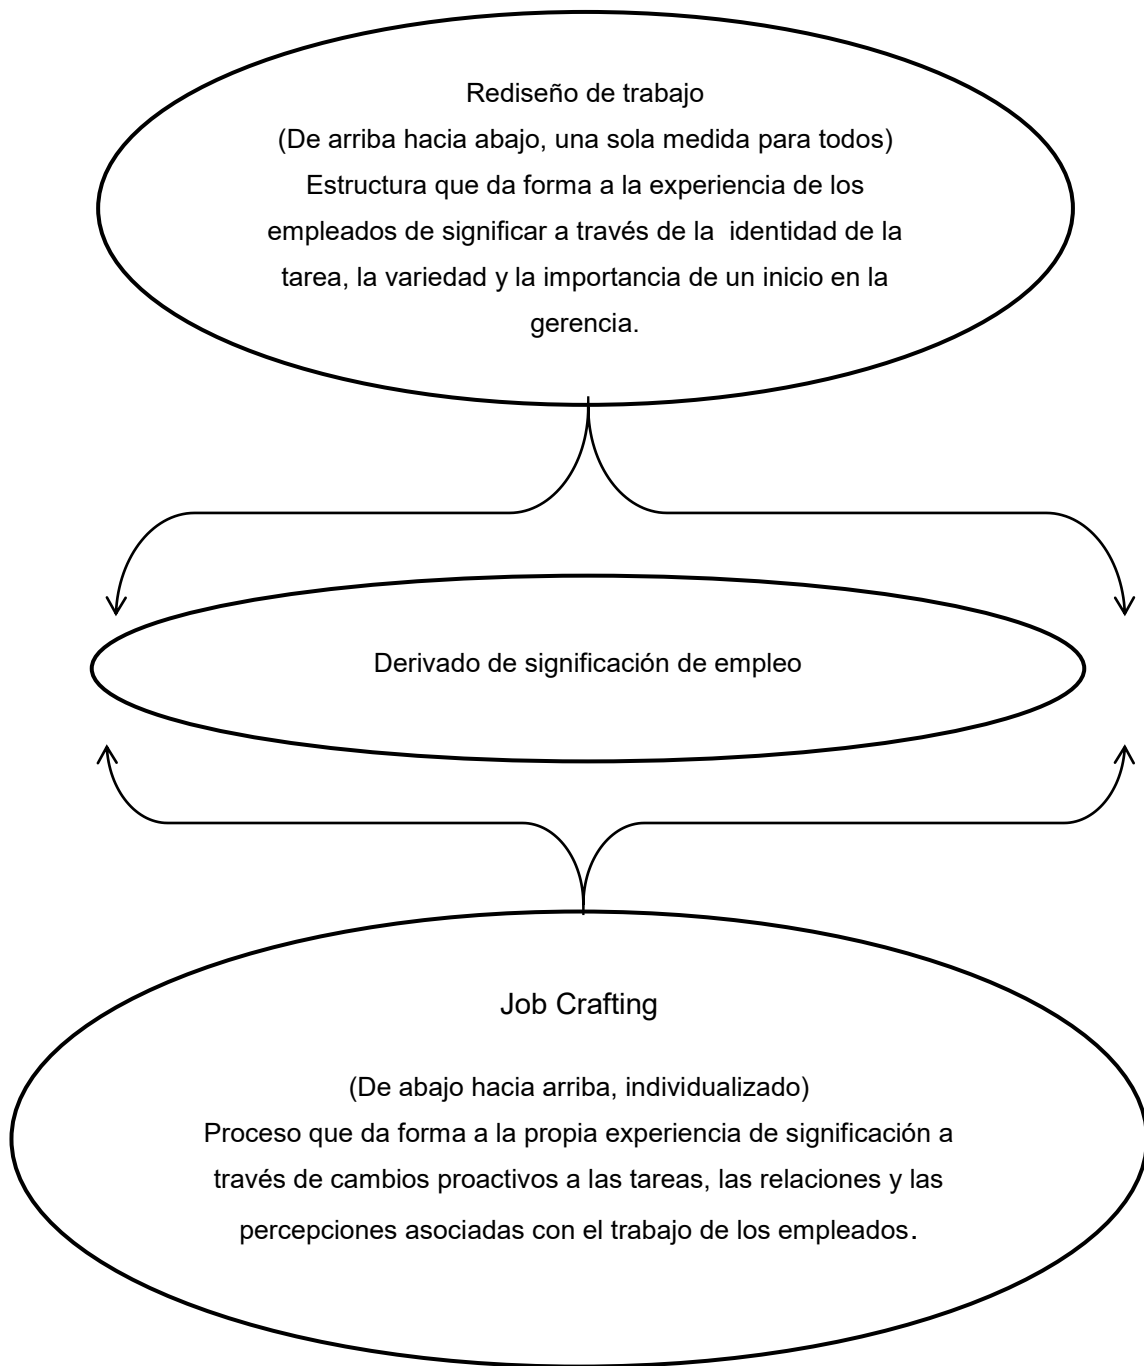 Rediseño de trabajo
(De arriba hacia abajo, una sola medida para todos)
Estructura que da forma a la experiencia de los
empleados de significar a través de la  identidad de la
tarea, la variedad y la importancia de un inicio en la
gerencia.
Derivado de significación de empleo
Job Crafting
(De abajo hacia arriba, individualizado)
Proceso que da forma a la propia experiencia de significación a
través de cambios proactivos a las tareas, las relaciones y las
percepciones asociadas con el trabajo de los empleados.